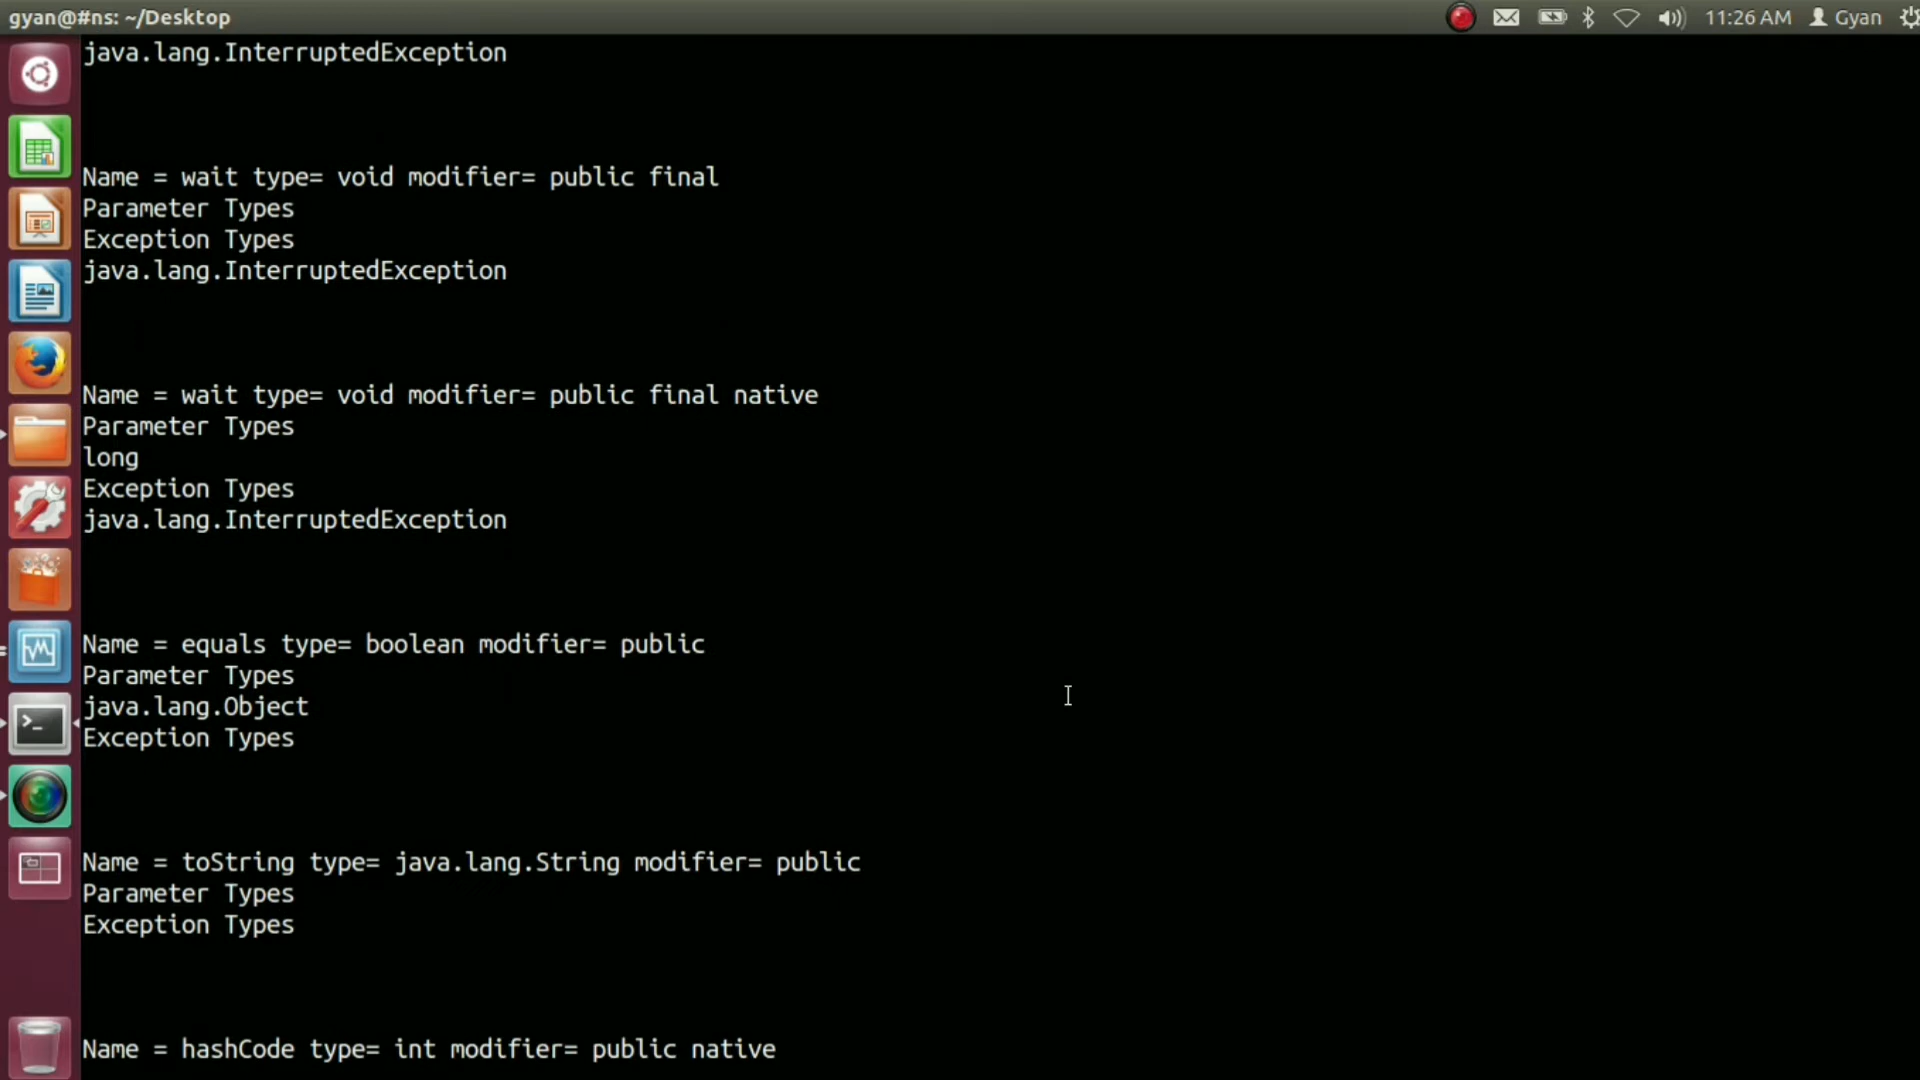 gyan@#ns: ~/Desktop
11:26 AM
Gyan
java.lang.InterruptedException
Name = wait type= void modifier= public final
Parameter Types
Exception Types
java.lang.InterruptedException
Name = wait type= void modifier= public final native
Parameter Types
long
Exception Types
java.lang.InterruptedException
Name = equals type= boolean modifier= public
Parameter Types
java.lang.Object
Exception Types
Name = toString type= java.lang.String modifier= public
Parameter Types
Exception Types
Name = hashCode type= int modifier= public native